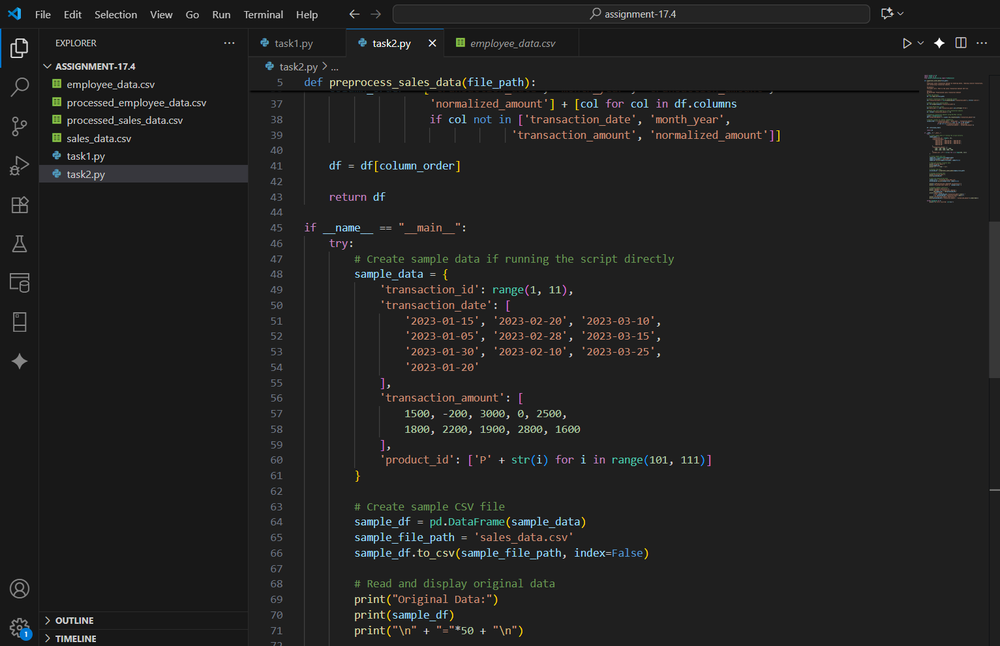 File Edit Selection View Go Run Terminal Help
assignment-17.4
EXPLORER
ASSIGNMENT-17.4
employee_data.csv
processed_employee_data.csv
processed_sales_data.csv
sales_data.csv
task1.py
task2.py
OUTLINE
TIMELINE
1
task1.py
task2.py
employee_data.csv
task2.py > ...
5 def preprocess_sales_data(file_path):
37 'normalized_amount'] + [col for col in df.columns
38 if col not in ['transaction_date', 'month_year',
39 'transaction_amount', 'normalized_amount']]
40
41 df = df[column_order]
42
43 return df
44
45 if __name__ == "__main__":
46 try:
47 # Create sample data if running the script directly
48 sample_data = {
49 'transaction_id': range(1, 11),
50 'transaction_date': [
51 '2023-01-15', '2023-02-20', '2023-03-10',
52 '2023-01-05', '2023-02-28', '2023-03-15',
53 '2023-01-30', '2023-02-10', '2023-03-25',
54 '2023-01-20'
55 ],
56 'transaction_amount': [
57 1500, -200, 3000, 0, 2500,
58 1800, 2200, 1900, 2800, 1600
59 ],
60 'product_id': ['P' + str(i) for i in range(101, 111)]
61 }
62
63 # Create sample CSV file
64 sample_df = pd.DataFrame(sample_data)
65 sample_file_path = 'sales_data.csv'
66 sample_df.to_csv(sample_file_path, index=False)
67
68 # Read and display original data
69 print("Original Data:")
70 print(sample_df)
71 print("\n" + "="*50 + "\n")
72